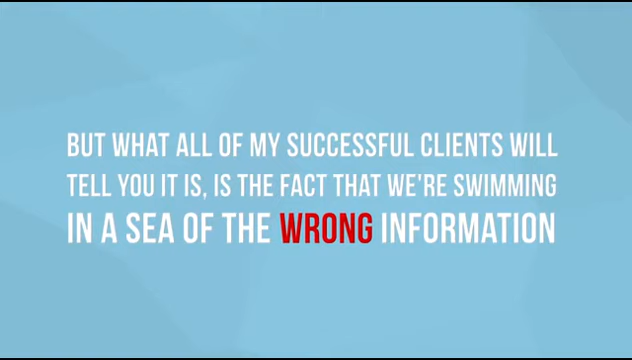 BUT WHAT ALL OF MY SUCCESSFUL CLIENTS WILL
TELL YOU IT IS, IS THE FACT THAT WE'RE SWIMMING
IN A SEA OF THE WRONG INFORMATION